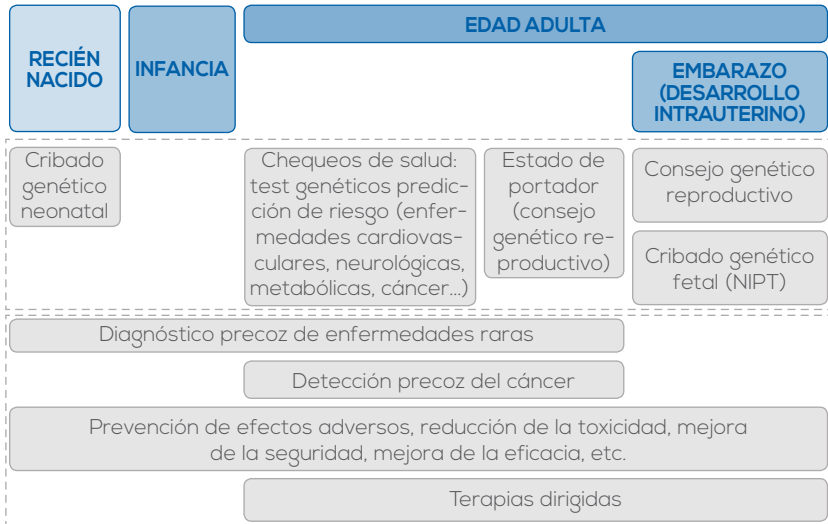 EDAD ADULTA
RECIÉN
NACIDO
INFANCIA
EMBARAZO
(DESARROLLO
INTRAUTERINO)
Cribado
genético
neonatal
Chequeos de salud:
test genéticos predic-
ción de riesgo (enfer-
medades cardiovas-
culares, neurológicas,
metabólicas, cáncer...)
Estado de
portador
(consejo
genético re-
productivo)
Consejo genético
reproductivo
Cribado genético
fetal (NIPT)
Diagnóstico precoz de enfermedades raras
Detección precoz del cáncer
Prevención de efectos adversos, reducción de la toxicidad, mejora
de la seguridad, mejora de la eficacia, etc.
Terapias dirigidas